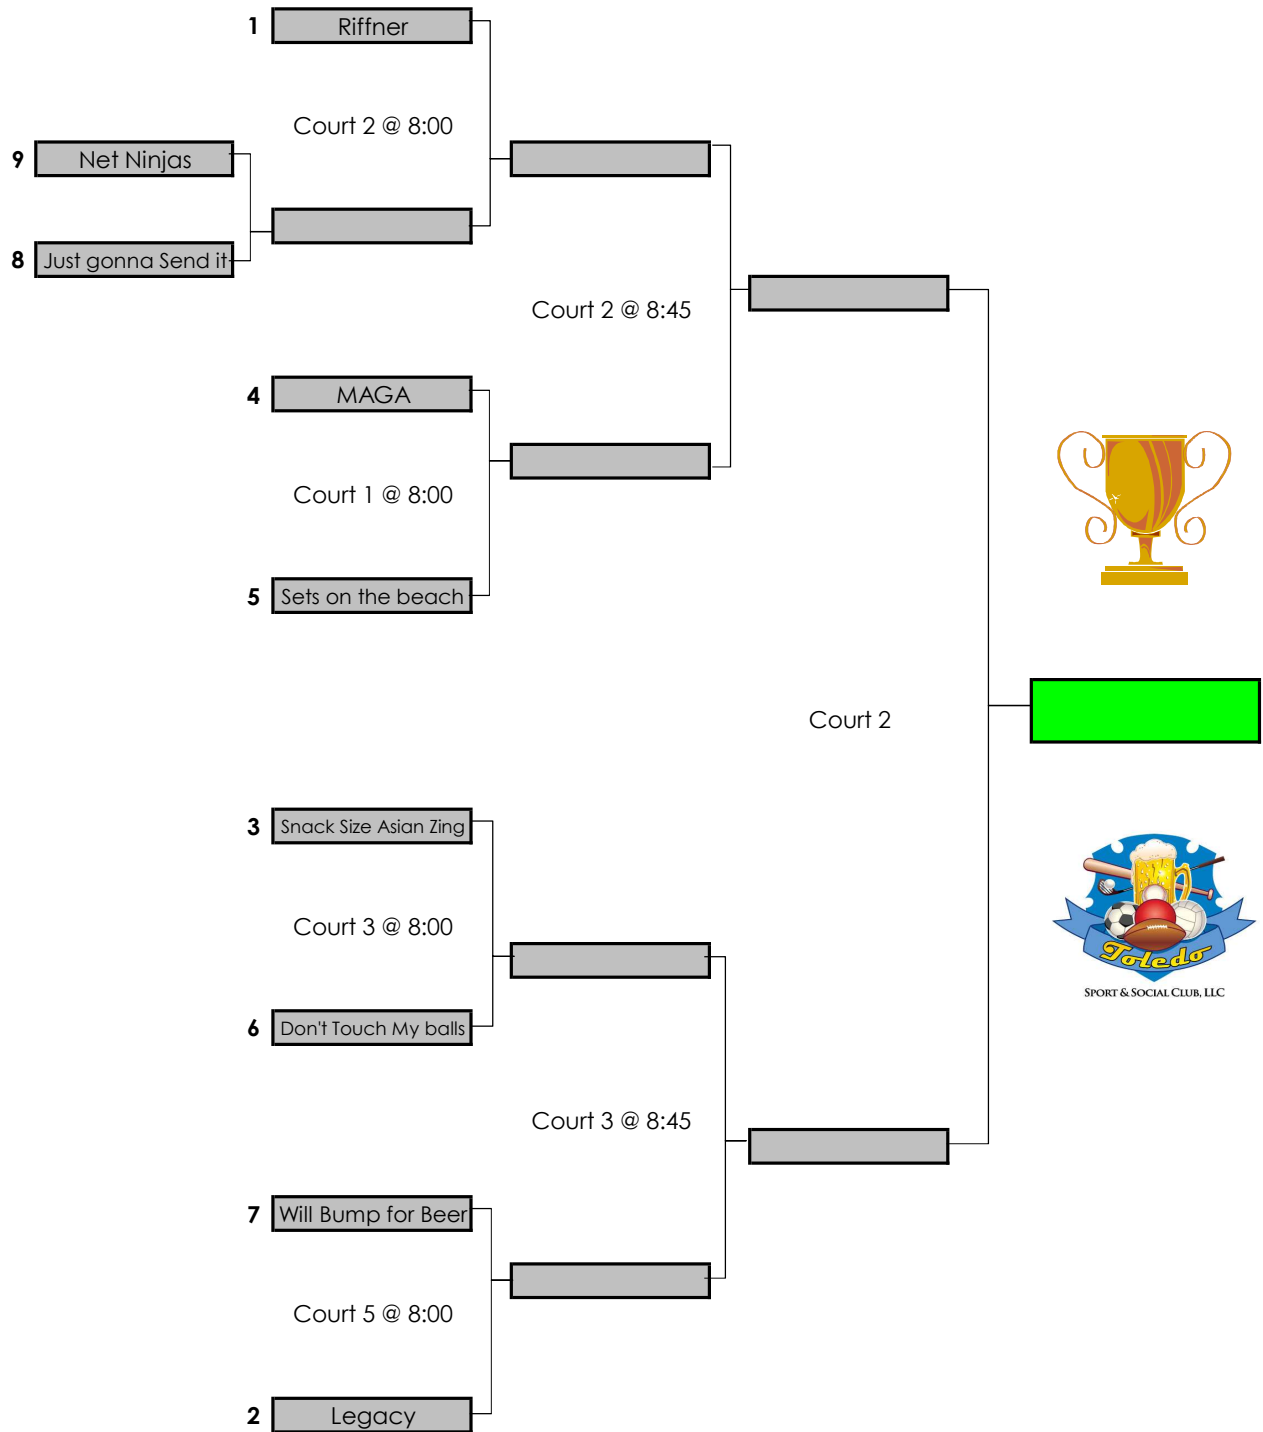 1 Riffner
Court 2 @ 8:00
9 Net Ninjas
8 Just gonna Send it
Court 2 @ 8:45
4 MAGA
Court 1 @ 8:00
5 Sets on the beach
Court 2
3 Snack Size Asian Zing
Court 3 @ 8:00
6 Don't Touch My balls
Toledo
SPORT & SOCIAL CLUB, LLC
Court 3 @ 8:45
7 Will Bump for Beer
Court 5 @ 8:00
2 Legacy